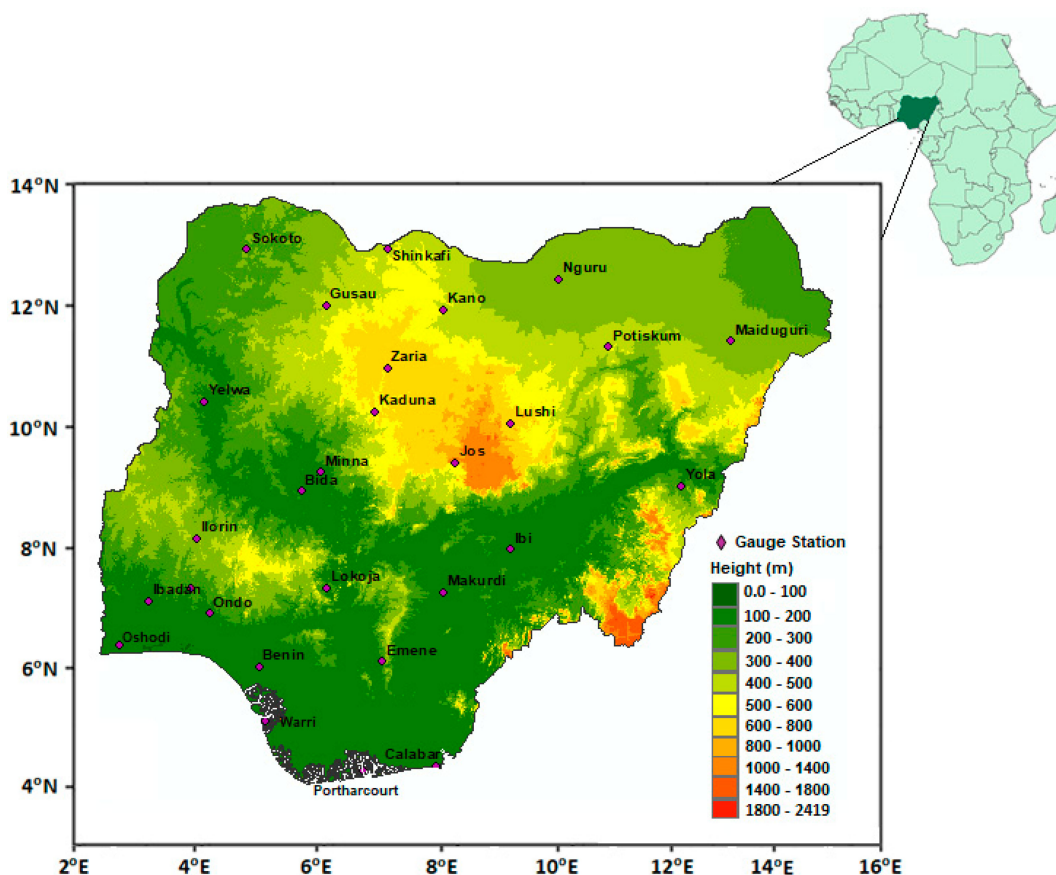 14°N
Sokoto
Shinkafi
Nguru
Gusau
Kano
12°N
Potiskum
Maiduguri
Zaria
Yelwa
Kaduna
Lushi
10°N
Jos
Minna
Yola
Bida
Ilorin
Ibi
Gauge Station
8°N
Height (m)
Ibadan
Lokoja
Makurdi
0.0 - 100
Ondo
100 - 200
Oshodi
200 - 300
Benin
Emene
300 - 400
6°N
400 - 500
500 - 600
Warri
600 - 800
Calabar
800 - 1000
4°N
1000 - 1400
Portharcourt
1400 - 1800
1800 - 2419
2°E
4°E
6°E
8°E
10°E
12°E
14°E
16°E